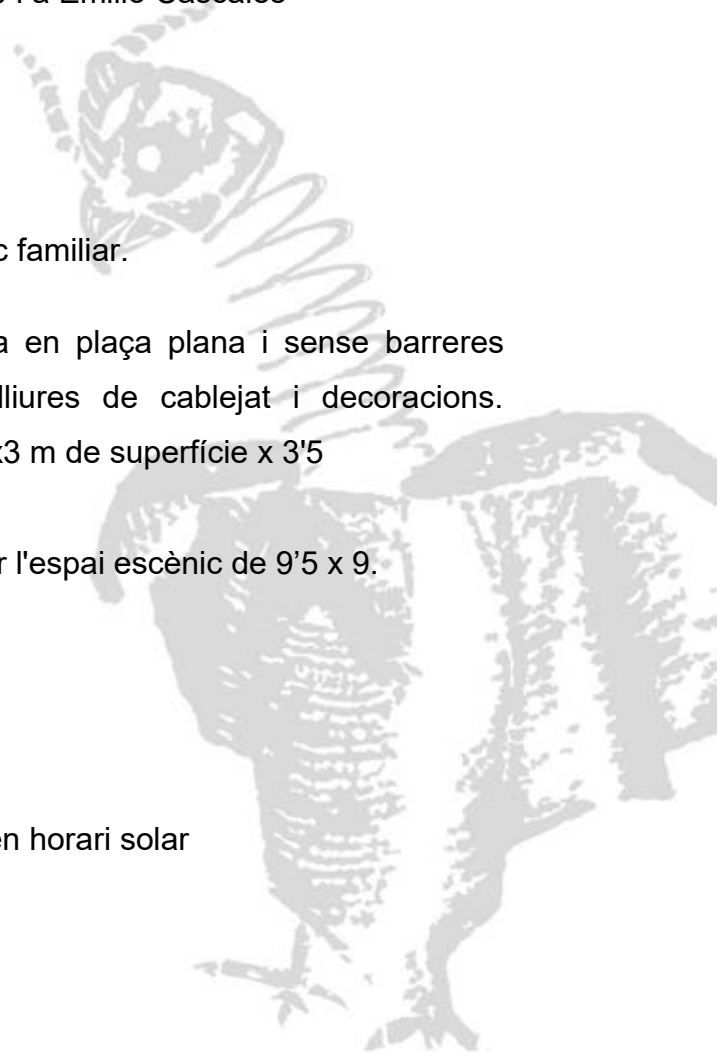 i a Emilio Cascales
c familiar.
a en plaça plana i sense barreres
lliures de cablejat i decoracions.
x3 m de superfície x 3'5
r l'espai escènic de 9’5 x 9.
en horari solar